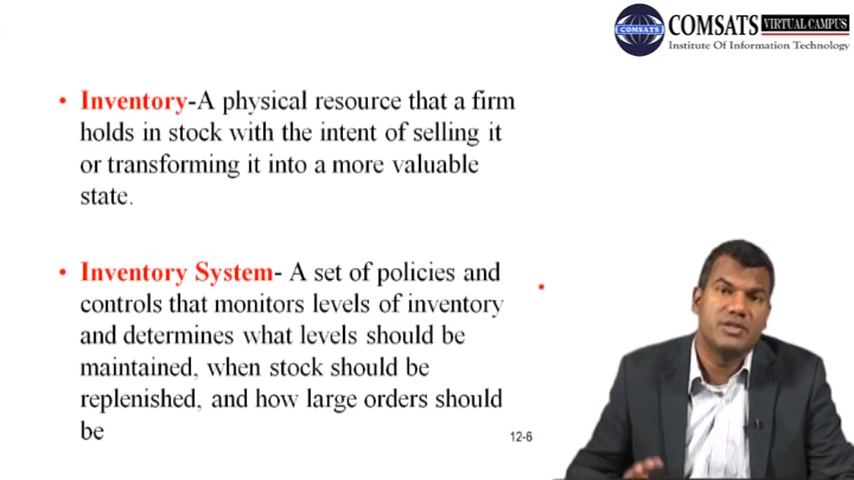 COMSATS
COMSATS VIRTUAL CAMPUS
Institute Of Information Technology
• Inventory-A physical resource that a firm
holds in stock with the intent of selling it
or transforming it into a more valuable
state.
• Inventory System- A set of policies and
controls that monitors levels of inventory
and determines what levels should be
maintained, when stock should be
replenished, and how large orders should
be
12-6